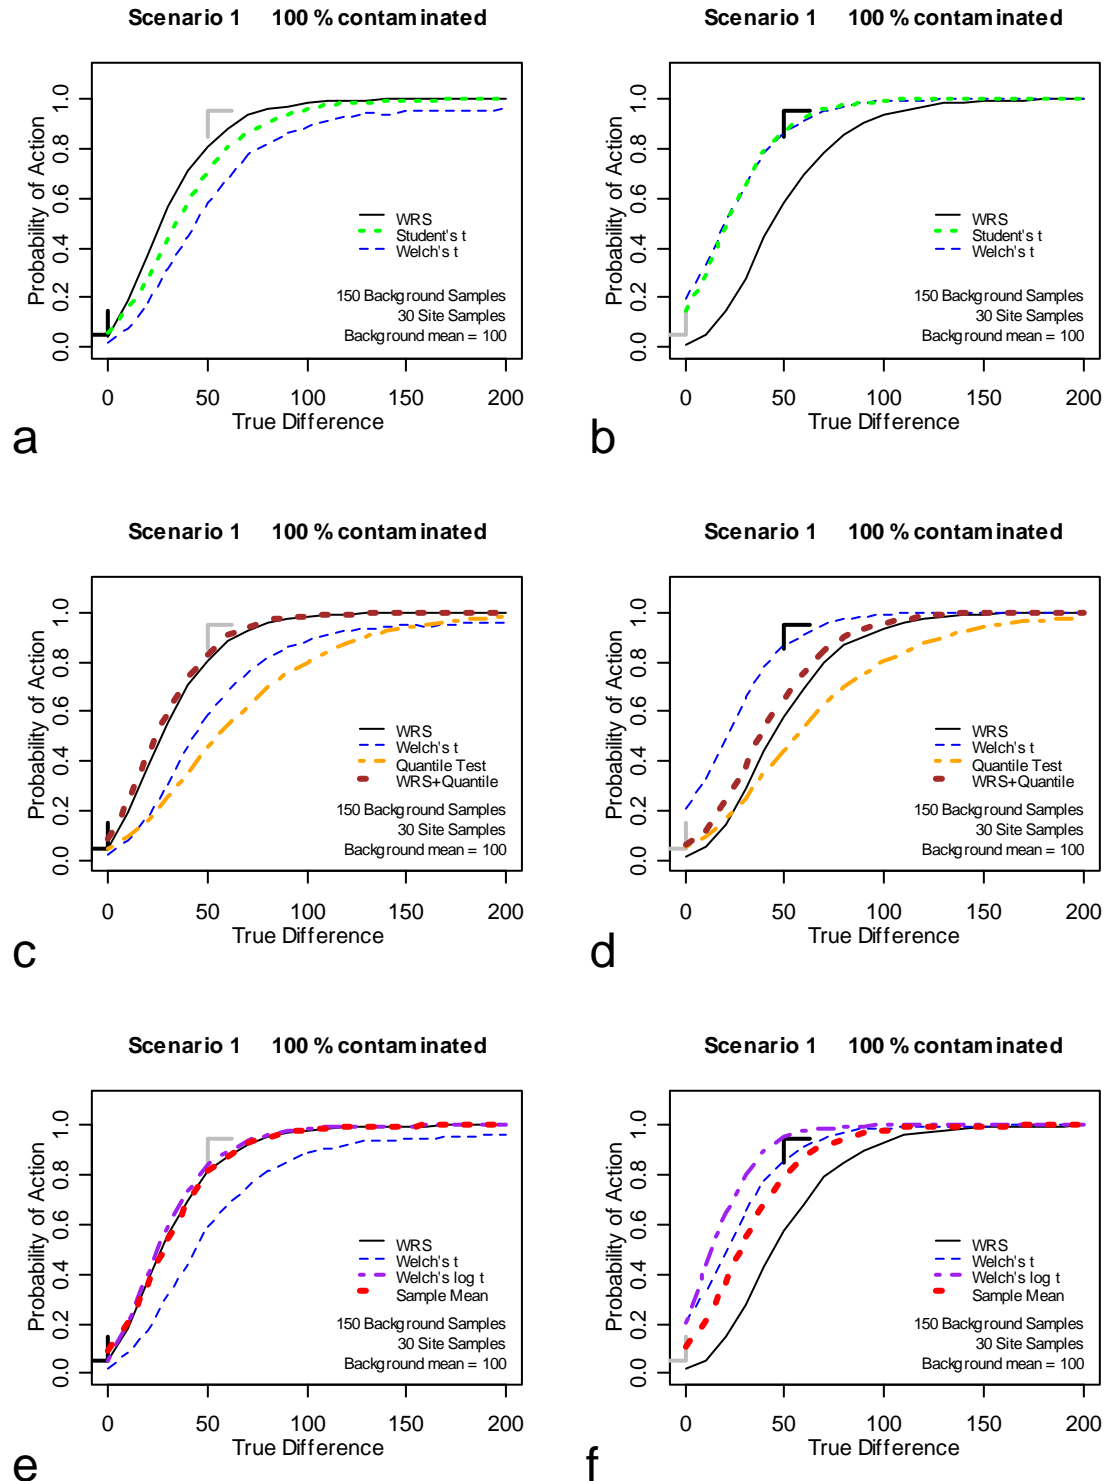 Scenario 1 100 % contaminated
Probability of Action
0.0 0.2 0.4 0.6 0.8 1.0
WRS
Student's t
Welch's t
150 Background Samples
30 Site Samples
Background mean = 100
0 50 100 150 200
True Difference
a
Scenario 1 100 % contaminated
Probability of Action
0.0 0.2 0.4 0.6 0.8 1.0
WRS
Student's t
Welch's t
150 Background Samples
30 Site Samples
Background mean = 100
0 50 100 150 200
True Difference
b
Scenario 1 100 % contaminated
Probability of Action
0.0 0.2 0.4 0.6 0.8 1.0
WRS
Welch's t
Quantile Test
WRS+Quantile
150 Background Samples
30 Site Samples
Background mean = 100
0 50 100 150 200
True Difference
c
Scenario 1 100 % contaminated
Probability of Action
0.0 0.2 0.4 0.6 0.8 1.0
WRS
Welch's t
Quantile Test
WRS+Quantile
150 Background Samples
30 Site Samples
Background mean = 100
0 50 100 150 200
True Difference
d
Scenario 1 100 % contaminated
Probability of Action
0.0 0.2 0.4 0.6 0.8 1.0
WRS
Welch's t
Welch's log t
Sample Mean
150 Background Samples
30 Site Samples
Background mean = 100
0 50 100 150 200
True Difference
e
Scenario 1 100 % contaminated
Probability of Action
0.0 0.2 0.4 0.6 0.8 1.0
WRS
Welch's t
Welch's log t
Sample Mean
150 Background Samples
30 Site Samples
Background mean = 100
0 50 100 150 200
True Difference
f